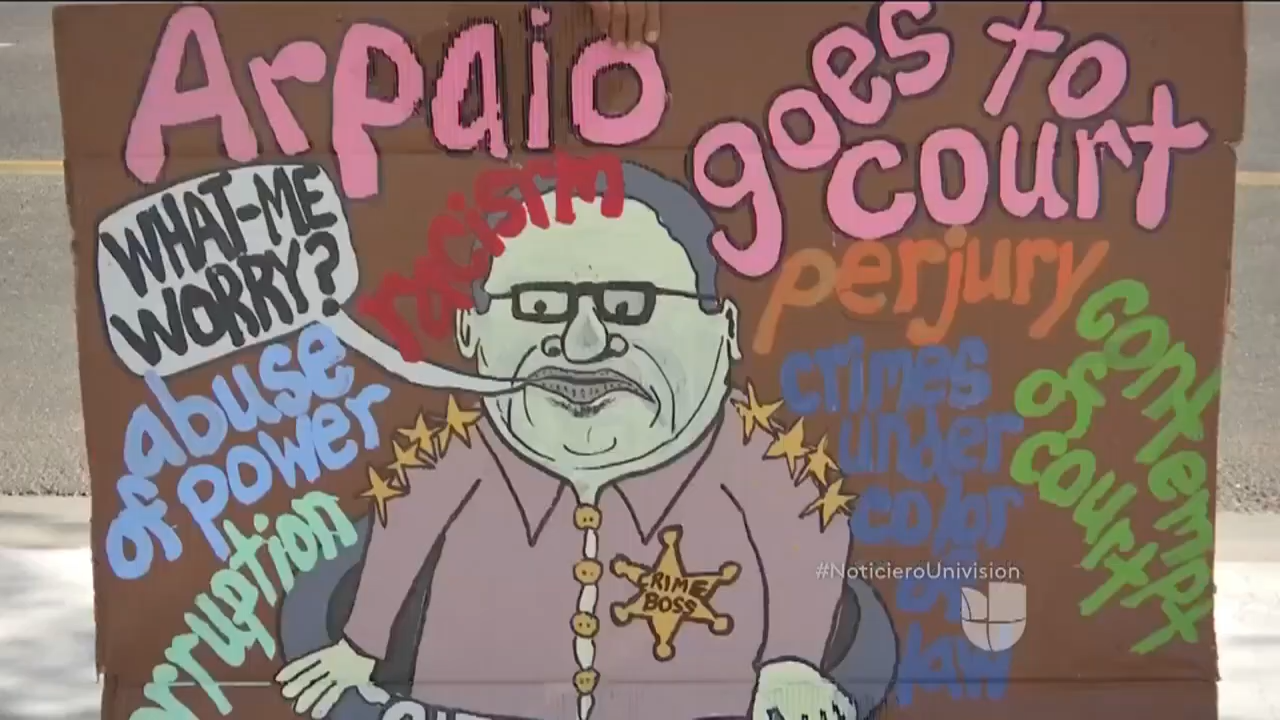 Arpaio
goes to
court
WHAT-ME
WORRY?
racism
perjury
abuse
of power
crimes
under
color
of
law
contempt
of
court
CRIME
BOSS
#NoticieroUnivision